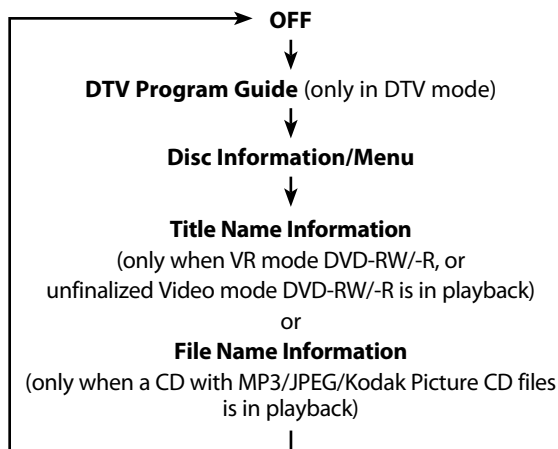 OFF
DTV Program Guide (only in DTV mode)
Disc Information/Menu
Title Name Information
(only when VR mode DVD-RW/-R, or
unfinalized Video mode DVD-RW/-R is in playback)
or
File Name Information
(only when a CD with MP3/JPEG/Kodak Picture CD files
is in playback)